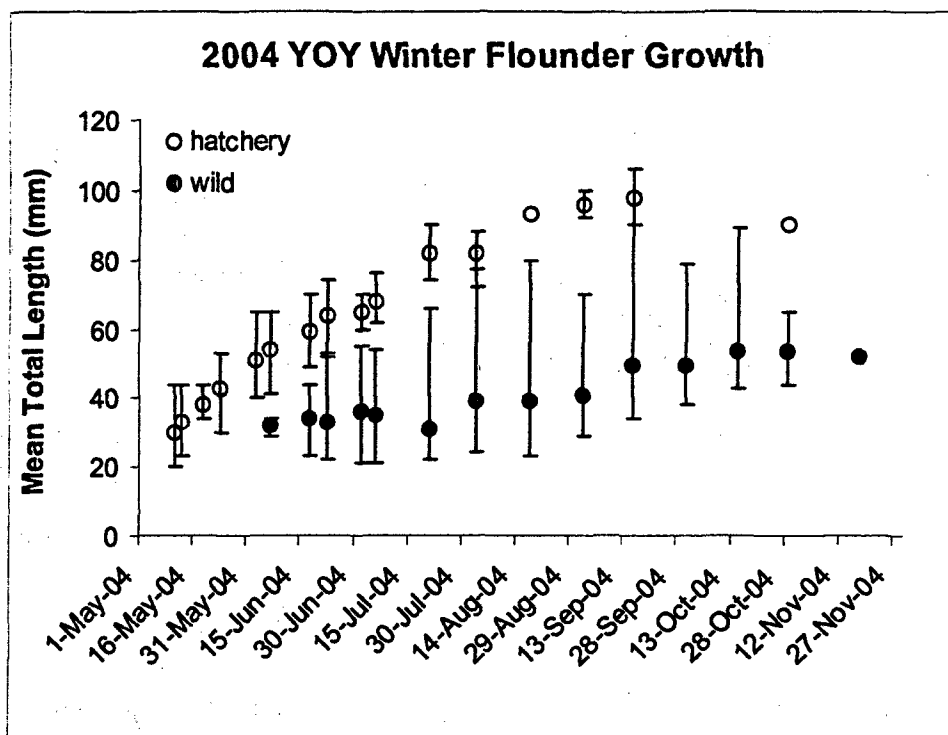 2004 YOY Winter Flounder Growth
Mean Total Length (mm)
120
100
80
60
40
20
0
hatchery
wild
1-May-04
16-May-04
31-May-04
15-Jun-04
30-Jun-04
15-Jul-04
30-Jul-04
14-Aug-04
29-Aug-04
13-Sep-04
28-Sep-04
13-Oct-04
28-Oct-04
12-Nov-04
27-Nov-04